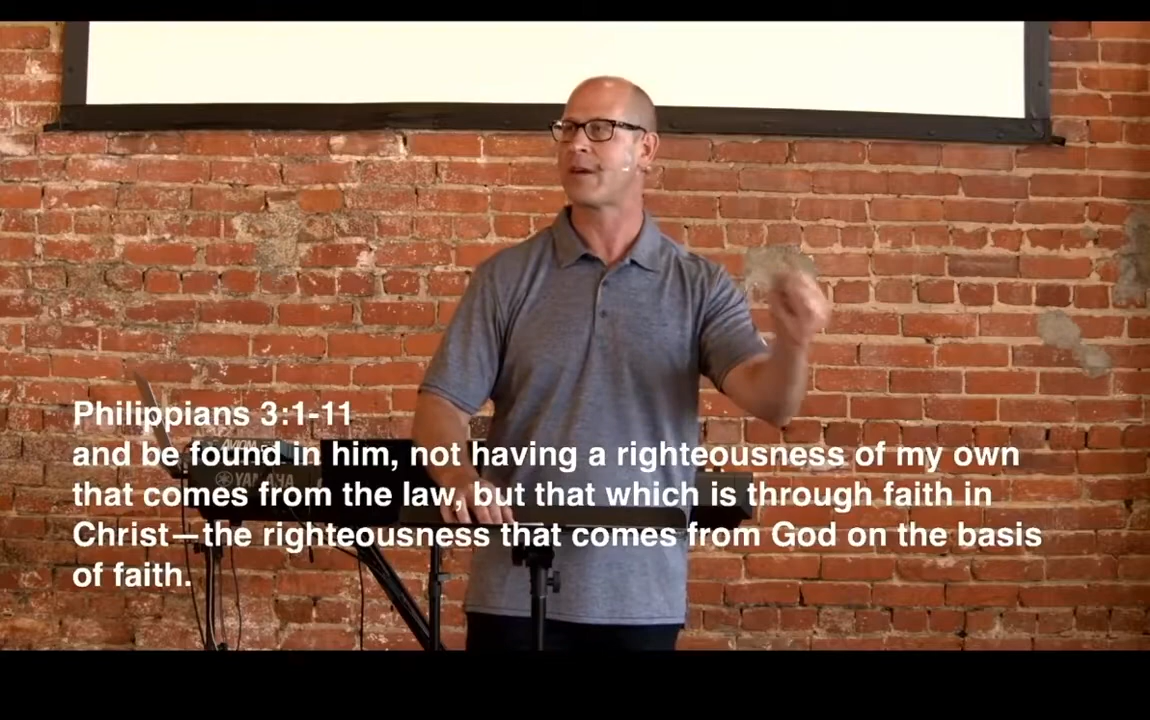 Philippians 3:1-11
and be found in him, not having a righteousness of my own
that comes from the law, but that which is through faith in
Christ—the righteousness that comes from God on the basis
of faith.
AVIOM
YAMAHA